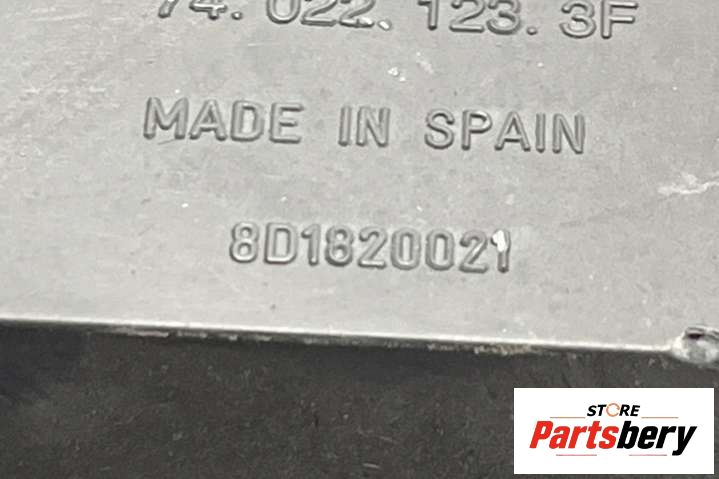 74. 022. 123. 3F
MADE IN SPAIN
8D1820021
STORE
Partsbery